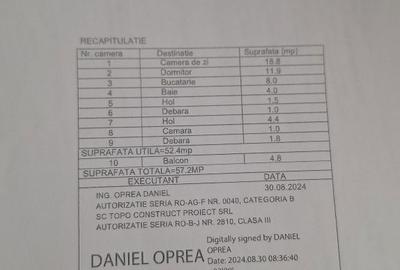 RECAPITULATIE
Nr. camera Destinatie Suprafata (mp)
1 Camera de zi 18.8
2 Dormitor 11.9
3 Bucatarie 8.0
4 Baie 4.0
5 Hol 1.5
6 Debara 1.0
7 Hol 4.4
8 Camara 1.0
9 Debara 1.8
SUPRAFATA UTILA=52.4mp
10 Balcon 4.8
SUPRAFATA TOTALA=57.2MP
EXECUTANT DATA
ING. OPREA DANIEL 30.08.2024
AUTORIZATIE SERIA RO-AG-F NR. 0040, CATEGORIA B
SC TOPO CONSTRUCT PROIECT SRL
AUTORIZATIE SERIA RO-B-J NR. 2810, CLASA III
DANIEL OPREA
Digitally signed by DANIEL
OPREA
Date: 2024.08.30 08:36:40